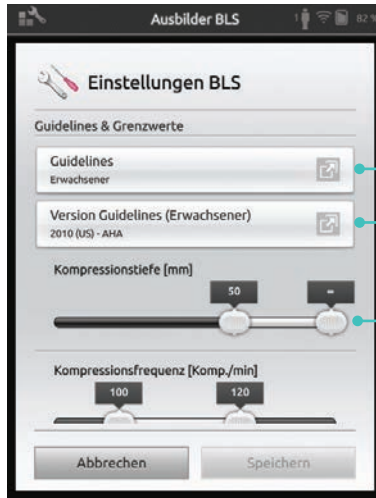 Ausbilder BLS 1 82 %
Einstellungen BLS
Guidelines & Grenzwerte
Guidelines
Erwachsener
Version Guidelines (Erwachsener)
2010 (US) - AHA
Kompressionstiefe [mm]
50 ∞
Kompressionsfrequenz [Komp./min]
100 120
Abbrechen Speichern